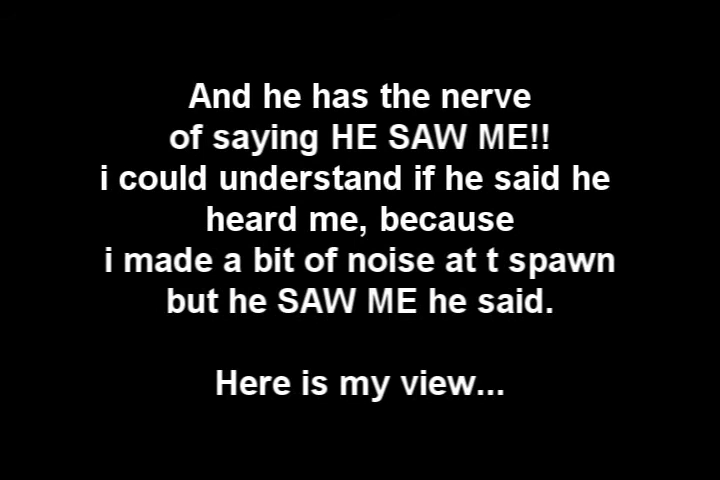 And he has the nerve
of saying HE SAW ME!!
i could understand if he said he
heard me, because
i made a bit of noise at t spawn
but he SAW ME he said.
Here is my view...